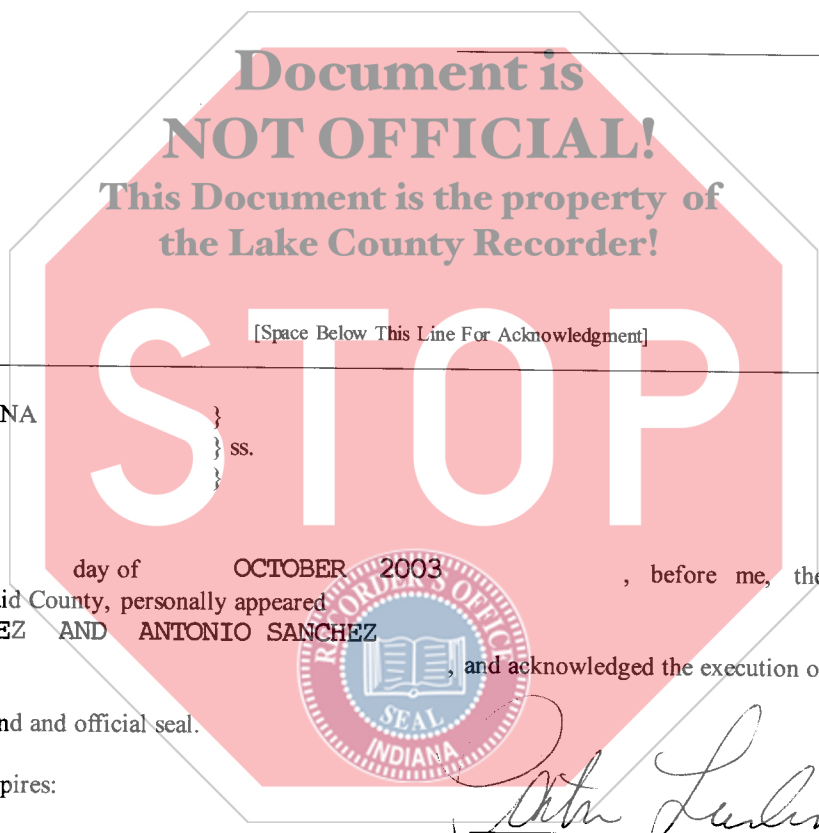 Document is
NOT OFFICIAL!
This Document is the property of
the Lake County Recorder!
[Space Below This Line For Acknowledgment]
STOP
NA }
} ss.
}
day of OCTOBER 2003 , before me, the
id County, personally appeared
EZ AND ANTONIO SANCHEZ
, and acknowledged the execution o
nd and official seal.
pires:
RECORDER'S OFFICE
SEAL
INDIANA